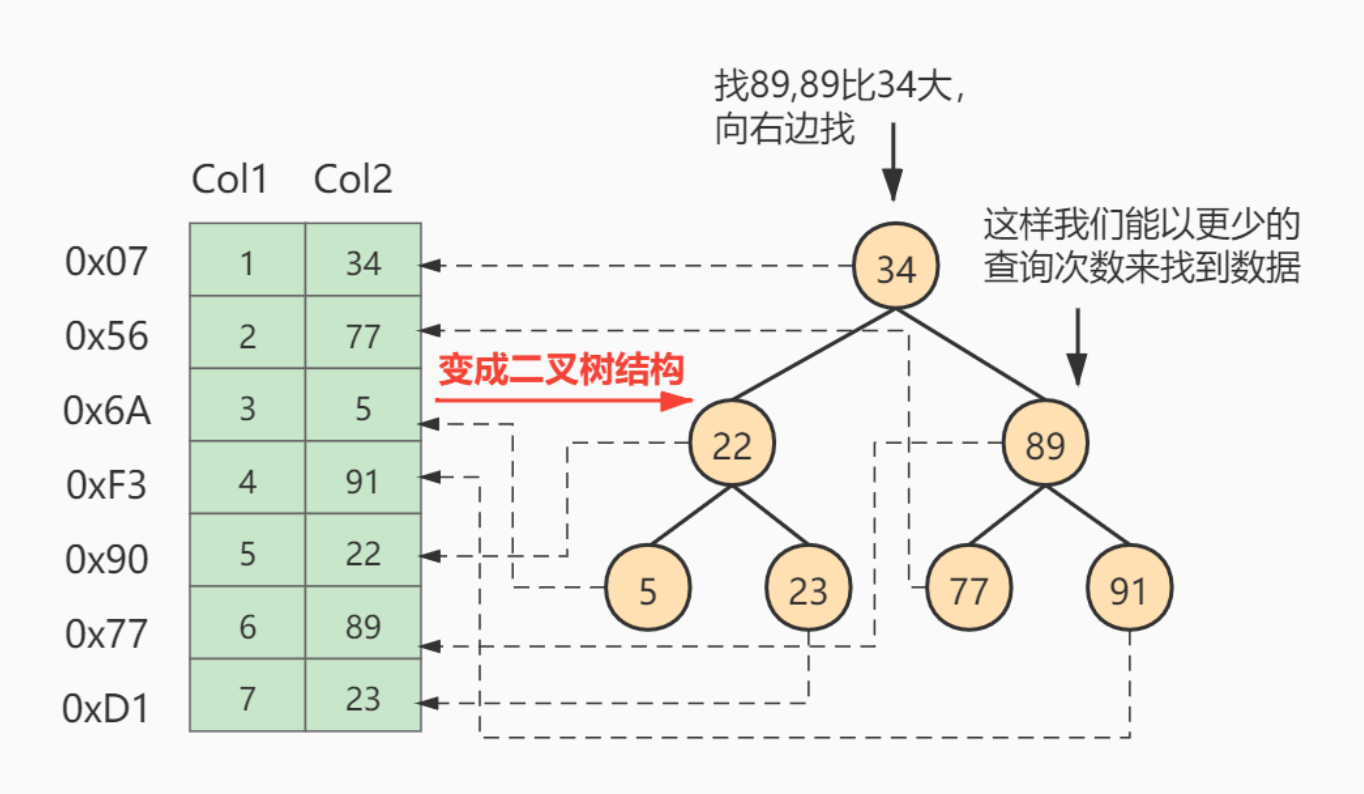 找89,89比34大，
向右边找
Col1 Col2
这样我们能以更少的
查询次数来找到数据
0x07 1 34
34
0x56 2 77
变成二叉树结构
0x6A 3 5
22 89
0xF3 4 91
0x90 5 22
5 23 77 91
0x77 6 89
0xD1 7 23